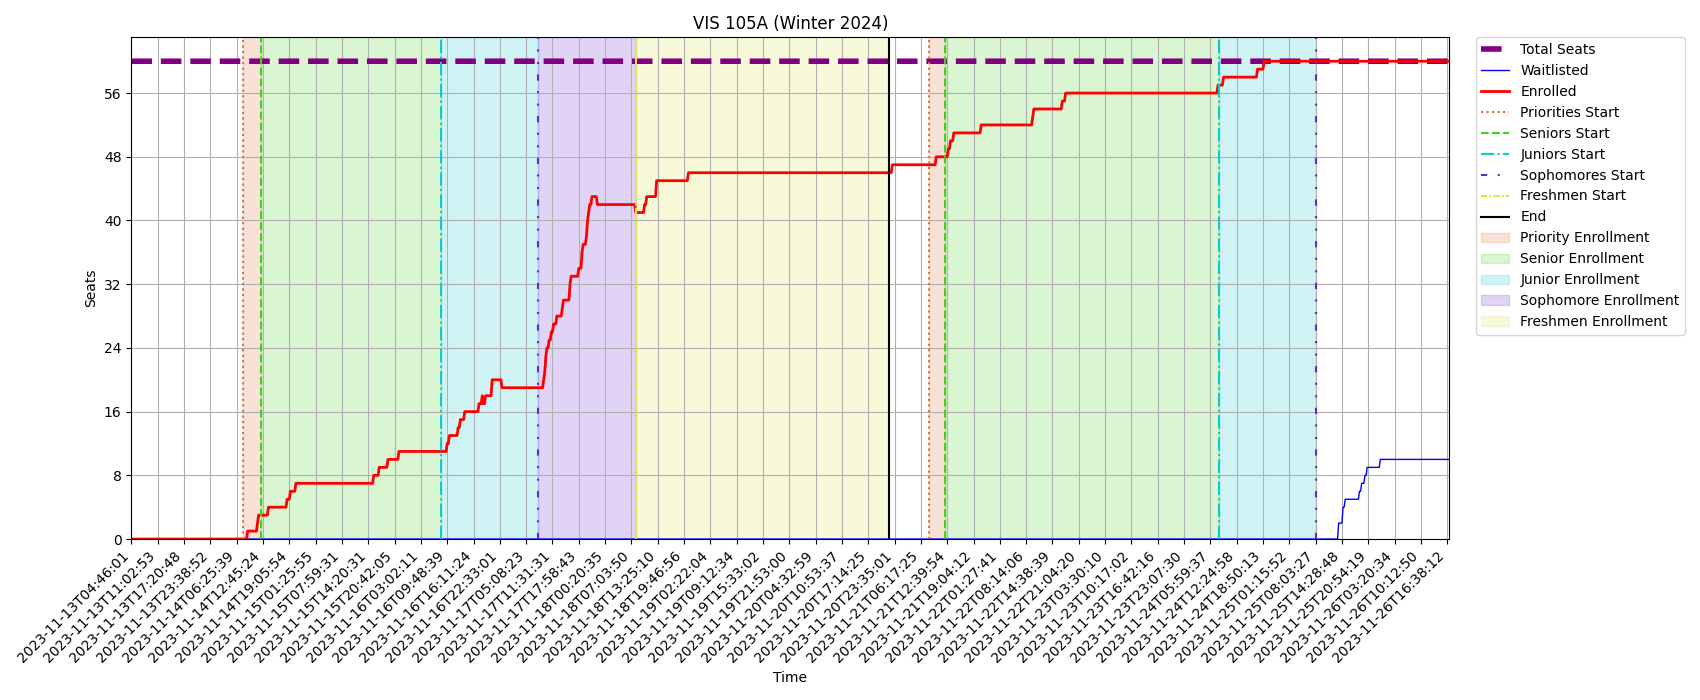 VIS 105A (Winter 2024)
Total Seats
Waitlisted
Enrolled
Priorities Start
Seniors Start
Juniors Start
Sophomores Start
Freshmen Start
End
Priority Enrollment
Senior Enrollment
Junior Enrollment
Sophomore Enrollment
Freshmen Enrollment
Seats
56
48
40
32
24
16
8
0
2023-11-13T04:46:01
2023-11-13T11:02:53
2023-11-13T17:20:48
2023-11-13T23:38:52
2023-11-14T06:25:39
2023-11-14T12:45:24
2023-11-14T19:05:54
2023-11-15T01:25:55
2023-11-15T07:59:31
2023-11-15T14:20:31
2023-11-15T20:42:05
2023-11-16T03:02:11
2023-11-16T09:48:39
2023-11-16T16:11:24
2023-11-16T22:33:01
2023-11-17T05:08:23
2023-11-17T11:31:31
2023-11-17T17:58:43
2023-11-18T00:20:35
2023-11-18T07:03:50
2023-11-18T13:25:10
2023-11-18T19:46:56
2023-11-19T02:22:04
2023-11-19T09:12:34
2023-11-19T15:33:02
2023-11-19T21:53:00
2023-11-20T04:32:59
2023-11-20T10:53:37
2023-11-20T17:14:25
2023-11-20T23:35:01
2023-11-21T06:17:25
2023-11-21T12:39:54
2023-11-21T19:04:12
2023-11-22T01:27:41
2023-11-22T08:14:06
2023-11-22T14:38:39
2023-11-22T21:04:20
2023-11-23T03:30:10
2023-11-23T10:17:02
2023-11-23T16:42:16
2023-11-23T23:07:30
2023-11-24T05:59:37
2023-11-24T12:24:58
2023-11-24T18:50:13
2023-11-25T01:15:52
2023-11-25T08:03:27
2023-11-25T14:28:48
2023-11-25T20:54:19
2023-11-26T03:20:34
2023-11-26T10:12:50
2023-11-26T16:38:12
Time